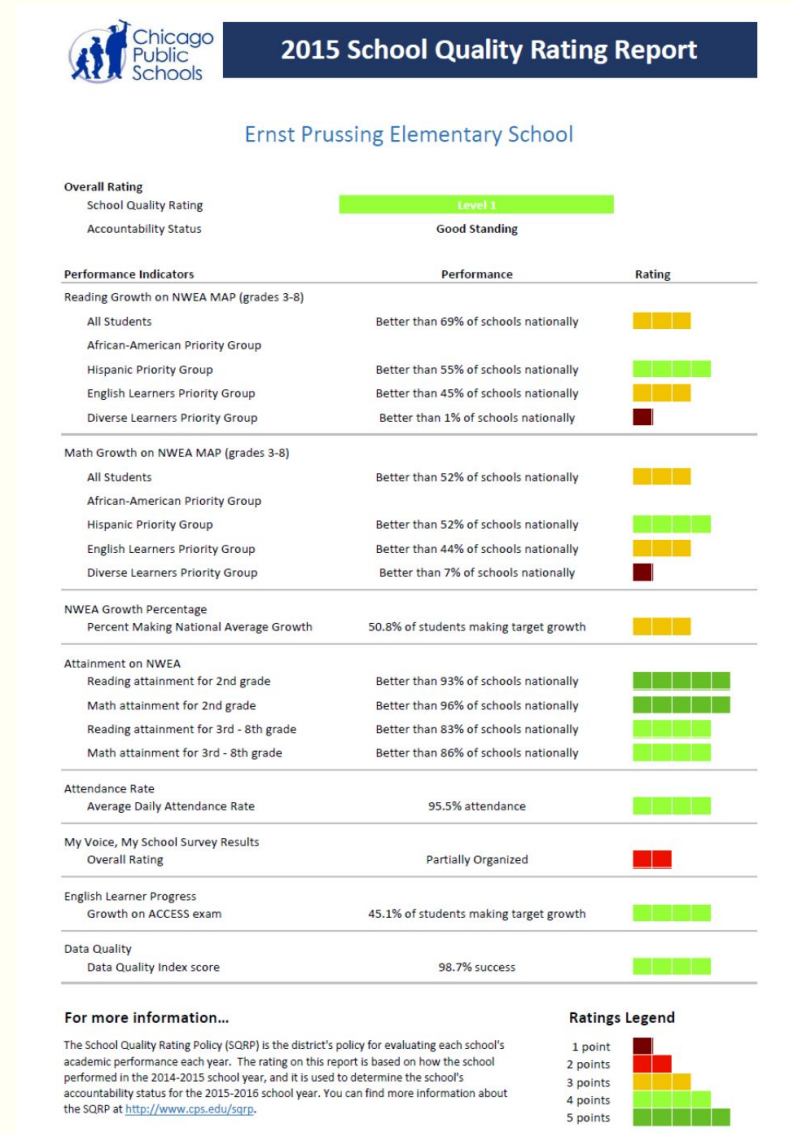 Chicago
Public
Schools
2015 School Quality Rating Report
Ernst Prussing Elementary School
Overall Rating
School Quality Rating Level 1
Accountability Status Good Standing
Performance Indicators Performance Rating
Reading Growth on NWEA MAP (grades 3-8)
All Students Better than 69% of schools nationally
African-American Priority Group
Hispanic Priority Group Better than 55% of schools nationally
English Learners Priority Group Better than 45% of schools nationally
Diverse Learners Priority Group Better than 1% of schools nationally
Math Growth on NWEA MAP (grades 3-8)
All Students Better than 52% of schools nationally
African-American Priority Group
Hispanic Priority Group Better than 52% of schools nationally
English Learners Priority Group Better than 44% of schools nationally
Diverse Learners Priority Group Better than 7% of schools nationally
NWEA Growth Percentage
Percent Making National Average Growth 50.8% of students making target growth
Attainment on NWEA
Reading attainment for 2nd grade Better than 93% of schools nationally
Math attainment for 2nd grade Better than 96% of schools nationally
Reading attainment for 3rd - 8th grade Better than 83% of schools nationally
Math attainment for 3rd - 8th grade Better than 86% of schools nationally
Attendance Rate
Average Daily Attendance Rate 95.5% attendance
My Voice, My School Survey Results
Overall Rating Partially Organized
English Learner Progress
Growth on ACCESS exam 45.1% of students making target growth
Data Quality
Data Quality Index score 98.7% success
For more information...
The School Quality Rating Policy (SQRP) is the district's policy for evaluating each school's
academic performance each year. The rating on this report is based on how the school
performed in the 2014-2015 school year, and it is used to determine the school's
accountability status for the 2015-2016 school year. You can find more information about
the SQRP at http://www.cps.edu/sqrp.
Ratings Legend
1 point
2 points
3 points
4 points
5 points